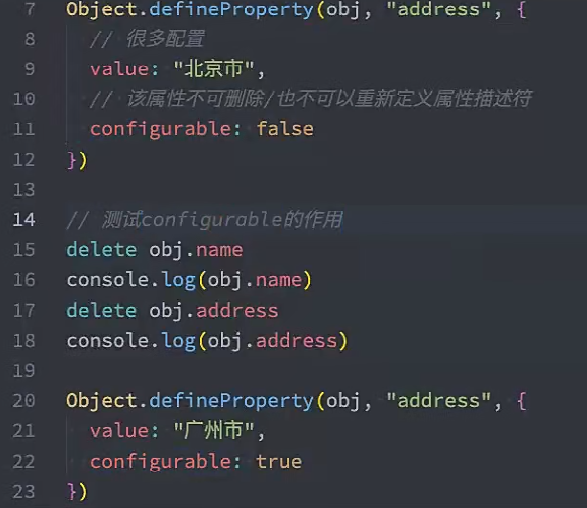 7 Object.defineProperty(obj, "address", {
8 // 很多配置
9 value: "北京市",
10 // 该属性不可删除/也不可以重新定义属性描述符
11 configurable: false
12 })
13
14 // 测试configurable的作用
15 delete obj.name
16 console.log(obj.name)
17 delete obj.address
18 console.log(obj.address)
19
20 Object.defineProperty(obj, "address", {
21 value: "广州市",
22 configurable: true
23 })